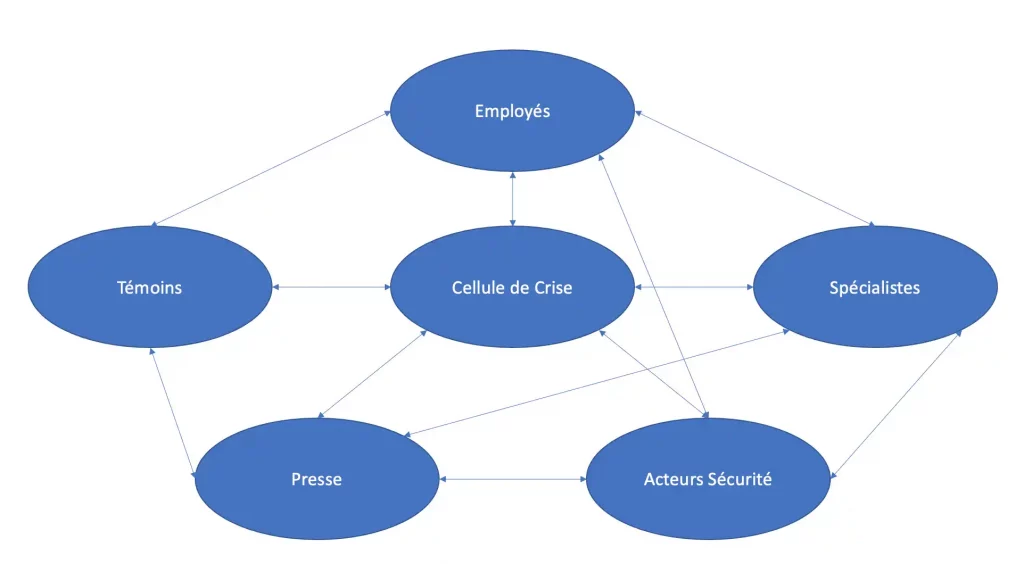 Employés
Témoins
Cellule de Crise
Spécialistes
Presse
Acteurs Sécurité